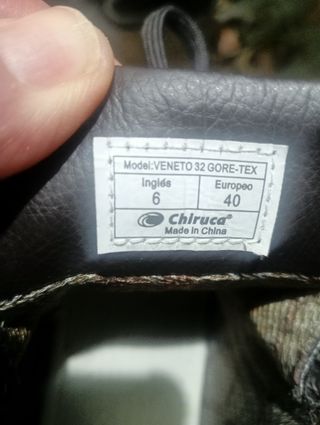 Model:VENETO 32 GORE-TEX
Inglés Europeo
6 40
Chiruca®
Made in China